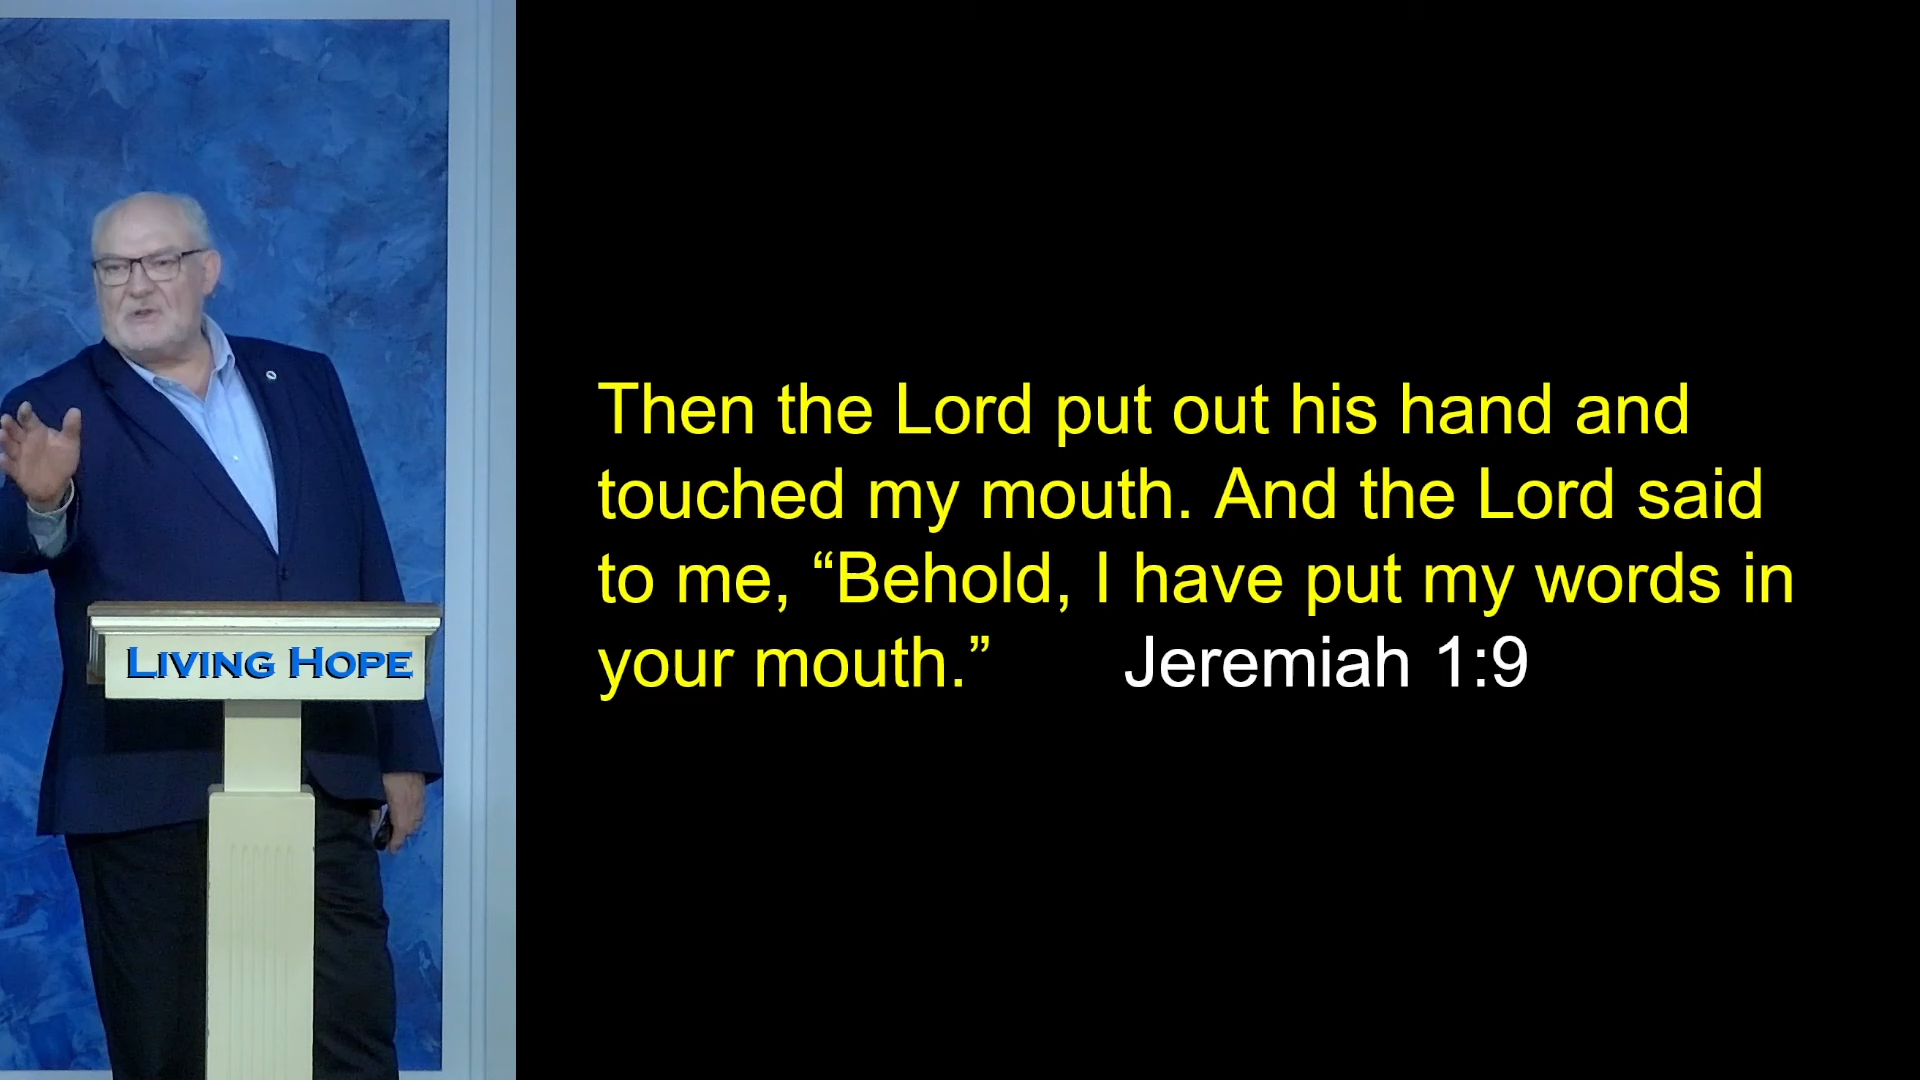 Then the Lord put out his hand and
touched my mouth. And the Lord said
to me, “Behold, I have put my words in
your mouth.” Jeremiah 1:9
LIVING HOPE